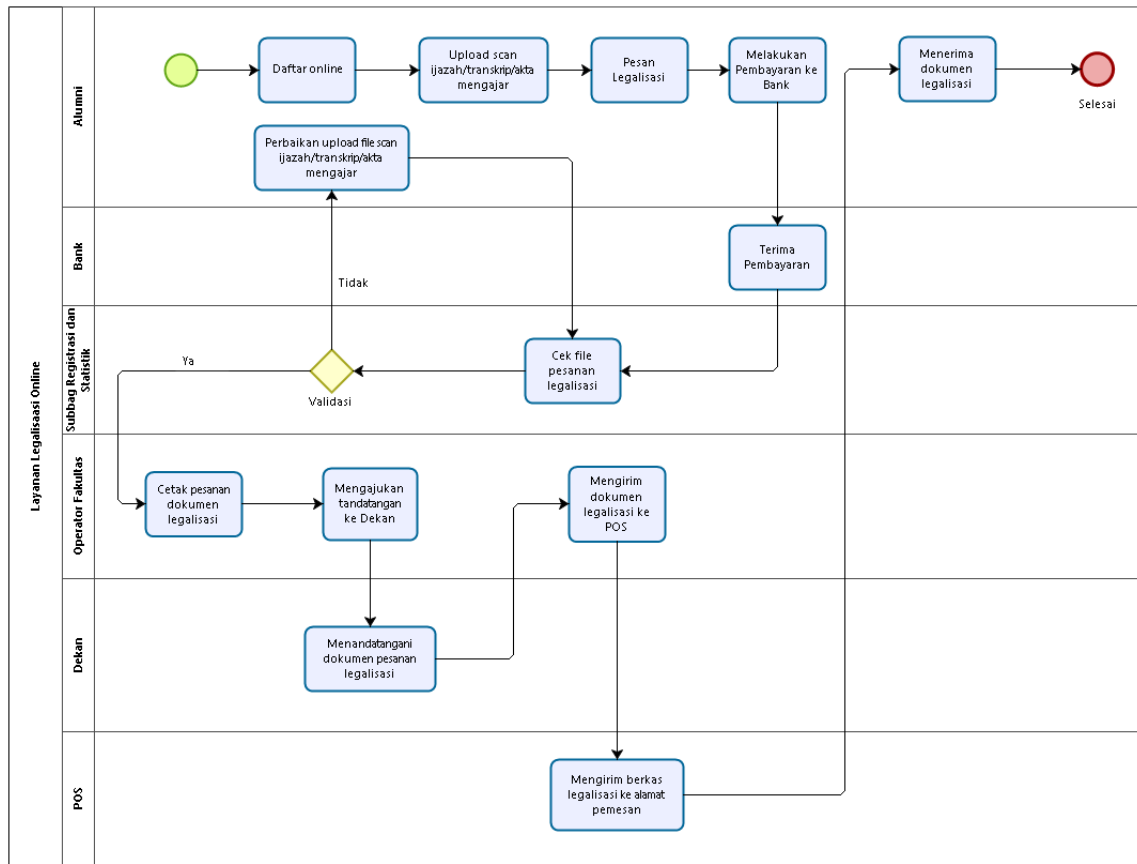 Layanan Legalisaasi Online
Alumni
Daftar online
Upload scan
ijazah/transkrip/akta
mengajar
Pesan
Legalisasi
Melakukan
Pembayaran ke
Bank
Menerima
dokumen
legalisasi
Selesai
Perbaikan upload file scan
ijazah/transkrip/akta
mengajar
Bank
Terima
Pembayaran
Tidak
Subbag Registrasi dan
Statistik
Ya
Validasi
Cek file
pesanan
legalisasi
Operator Fakultas
Cetak pesanan
dokumen
legalisasi
Mengajukan
tandatangan
ke Dekan
Mengirim
dokumen
legalisasi ke
POS
Dekan
Menandatangani
dokumen pesanan
legalisasi
POS
Mengirim berkas
legalisasi ke alamat
pemesan